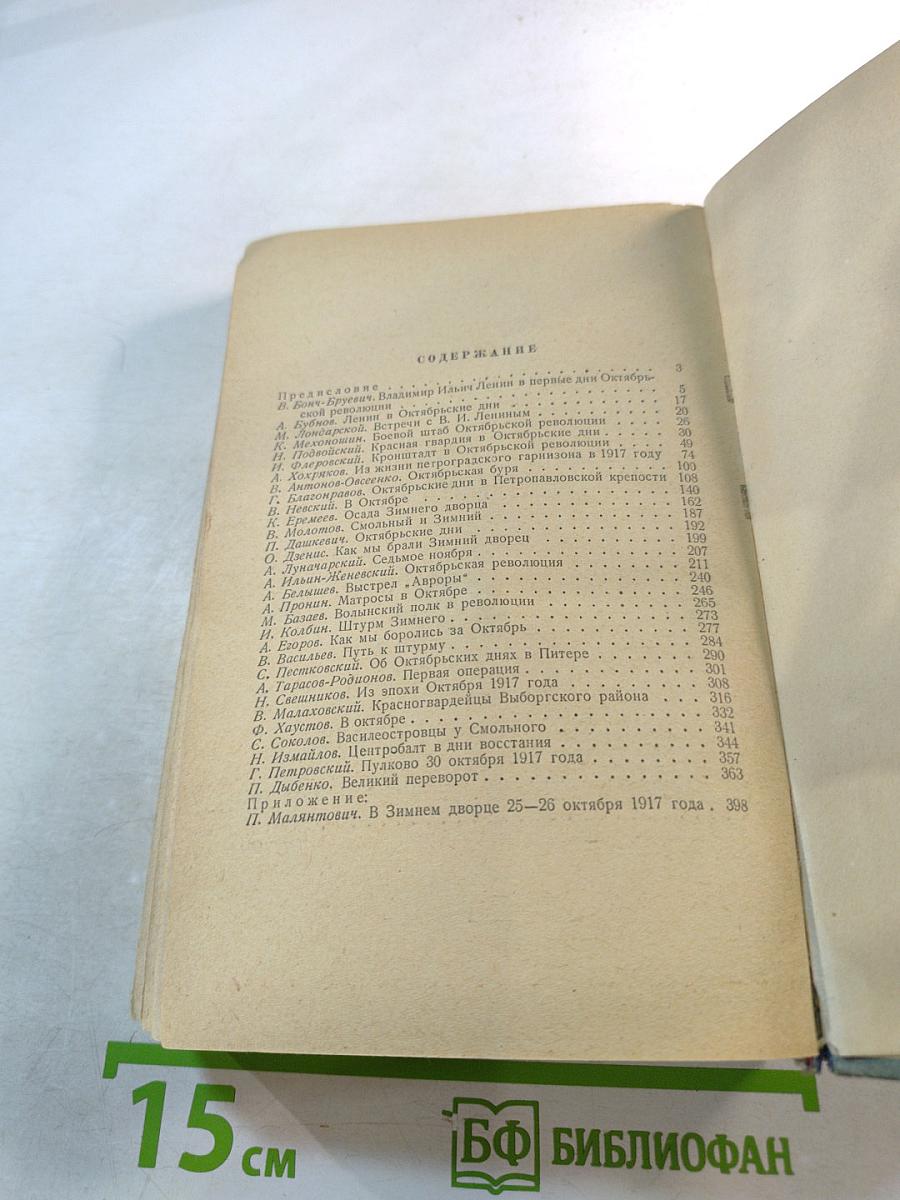 СОДЕРЖАНИЕ
Предисловие . . . . . . . . . . . . . . . . . . . . 3
В. Бонч-Бруевич. Владимир Ильич Ленин в первые дни Октябрь-
ской революции . . . . . . . . . . . . . . . . . . 5
А. Бубнов. Ленин в Октябрьские дни . . . . . . . . . . . . 17
М. Лондарской. Встречи с В. И. Лениным . . . . . . . . . . 20
К. Мехоношин. Боевой штаб Октябрьской революции . . . . 26
Н. Подвойский. Красная гвардия в Октябрьские дни . . . . 30
И. Флеровский. Кронштадт в Октябрьской революции . . . . 49
А. Хохряков. Из жизни петроградского гарнизона в 1917 году 74
В. Антонов-Овсеенко. Октябрьская буря . . . . . . . . . . 100
Г. Благонравов. Октябрьские дни в Петропавловской крепости 108
В. Невский. В Октябре . . . . . . . . . . . . . . . . . 140
К. Еремеев. Осада Зимнего дворца . . . . . . . . . . . . 162
В. Молотов. Смольный и Зимний . . . . . . . . . . . . . 187
П. Дашкевич. Октябрьские дни . . . . . . . . . . . . . . 192
О. Дзенис. Как мы брали Зимний дворец . . . . . . . . . . 199
А. Луначарский. Седьмое ноября . . . . . . . . . . . . . 207
А. Ильин-Женевский. Октябрьская революция . . . . . . . . 211
А. Белышев. Выстрел „Авроры“ . . . . . . . . . . . . . . 240
А. Пронин. Матросы в Октябре . . . . . . . . . . . . . . 246
М. Базаев. Волынский полк в революции . . . . . . . . . . 265
И. Колбин. Штурм Зимнего . . . . . . . . . . . . . . . . 273
А. Егоров. Как мы боролись за Октябрь . . . . . . . . . . 277
В. Васильев. Путь к штурму . . . . . . . . . . . . . . . 284
С. Пестковский. Об Октябрьских днях в Питере . . . . . . . 290
А. Тарасов-Родионов. Первая операция . . . . . . . . . . 301
Н. Свешников. Из эпохи Октября 1917 года . . . . . . . . 308
В. Малаховский. Красногвардейцы Выборгского района . . . 316
Ф. Хаустов. В октябре . . . . . . . . . . . . . . . . . 332
С. Соколов. Василеостровцы у Смольного . . . . . . . . . 341
Н. Измайлов. Центробалт в дни восстания . . . . . . . . . 344
Г. Петровский. Пулково 30 октября 1917 года . . . . . . . 357
П. Дыбенко. Великий переворот . . . . . . . . . . . . . . 363
Приложение:
П. Малянтович. В Зимнем дворце 25—26 октября 1917 года . 398
15 см
БФ БИБЛИОФАН